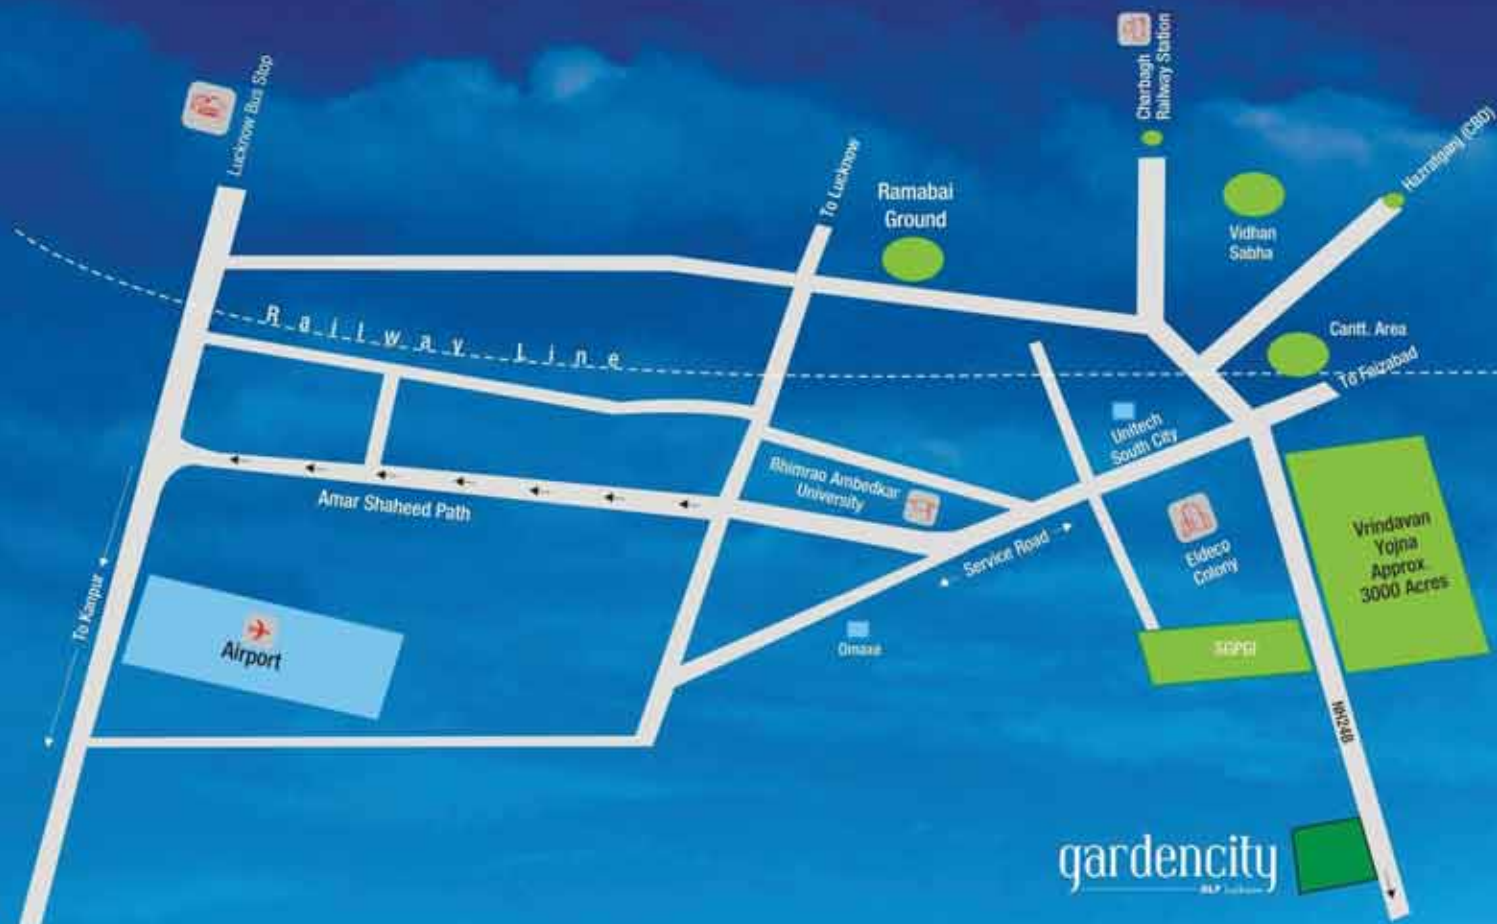 Lucknow Bus Stop
Charbagh
Railway Station
To Lucknow
Ramabai
Ground
Vidhan
Sabha
Hazratganj (CBD)
Railway Line
Cantt. Area
To Faizabad
Unitech
South City
Bhimrao Ambedkar
University
Amar Shaheed Path
Service Road
Eldeco
Colony
Vrindavan
Yojna
Approx.
3000 Acres
To Kanpur
Airport
Omaxe
SGPGI
NH24B
gardencity
DLF Lucknow